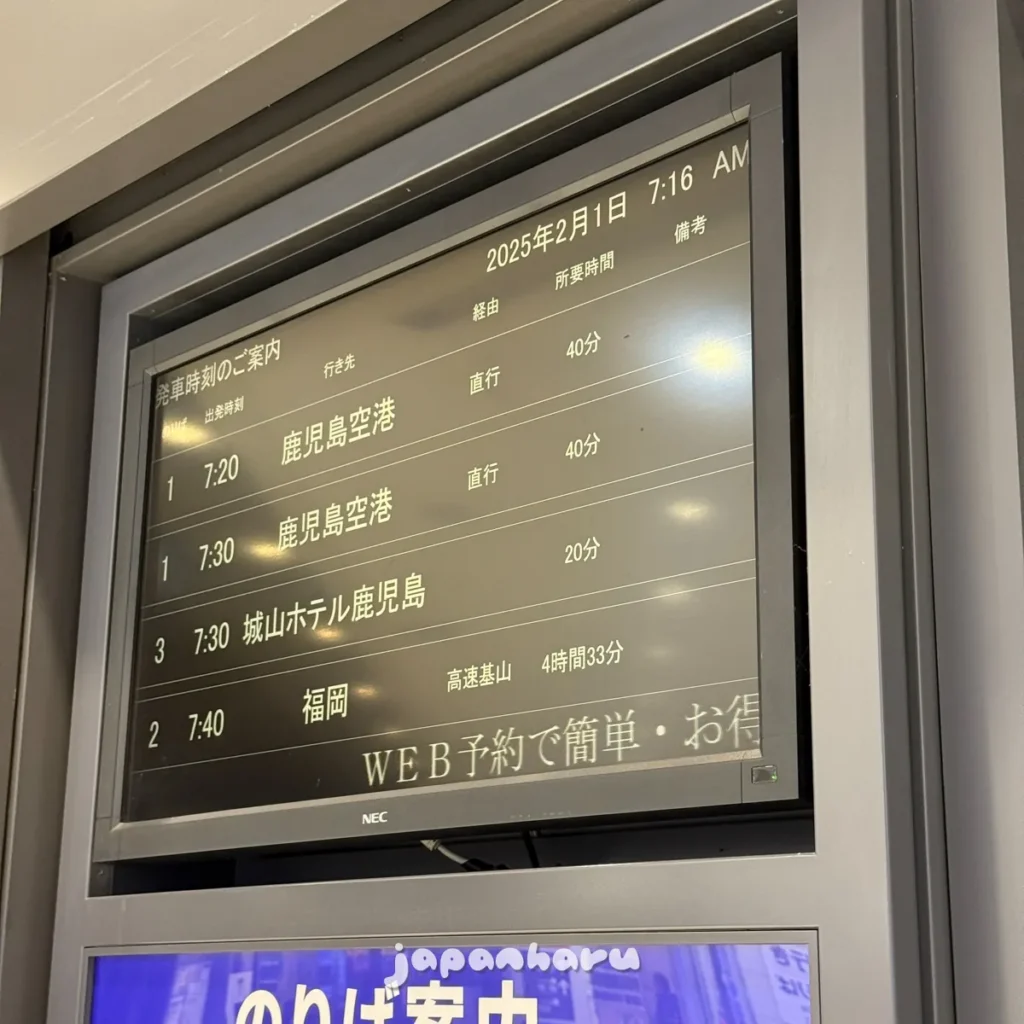 2025年2月1日 7:16 AM
発車時刻のご案内
のりば 出発時刻 行き先 経由 所要時間 備考
1 7:20 鹿児島空港 直行 40分
1 7:30 鹿児島空港 直行 40分
3 7:30 城山ホテル鹿児島 20分
2 7:40 福岡 高速基山 4時間33分
WEB予約で簡単・お得
NEC
japanharu
のりば案内